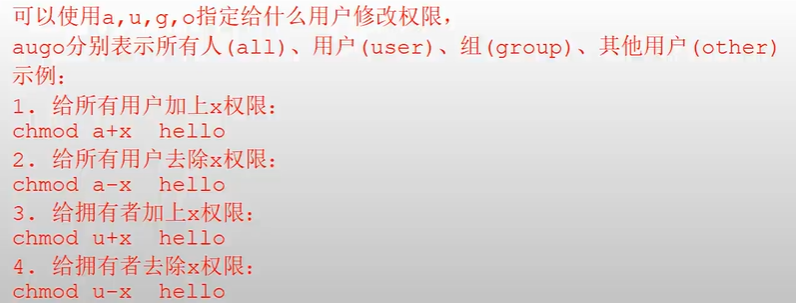 可以使用a,u,g,o指定给什么用户修改权限，
augo分别表示所有人(all)、用户(user)、组(group)、其他用户(other)
示例：
1. 给所有用户加上x权限：
chmod a+x  hello
2. 给所有用户去除x权限：
chmod a-x  hello
3. 给拥有者加上x权限：
chmod u+x  hello
4. 给拥有者去除x权限：
chmod u-x  hello